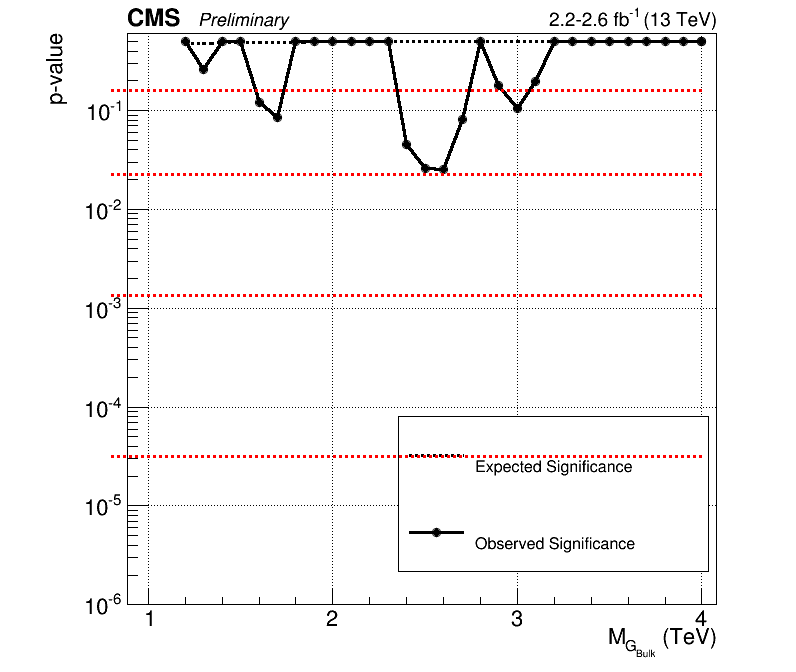 CMS Preliminary 2.2-2.6 fb⁻¹ (13 TeV)
p-value
10⁻¹
10⁻²
10⁻³
10⁻⁴
10⁻⁵
10⁻⁶
Expected Significance
Observed Significance
1 2 3 4
M_G_Bulk (TeV)